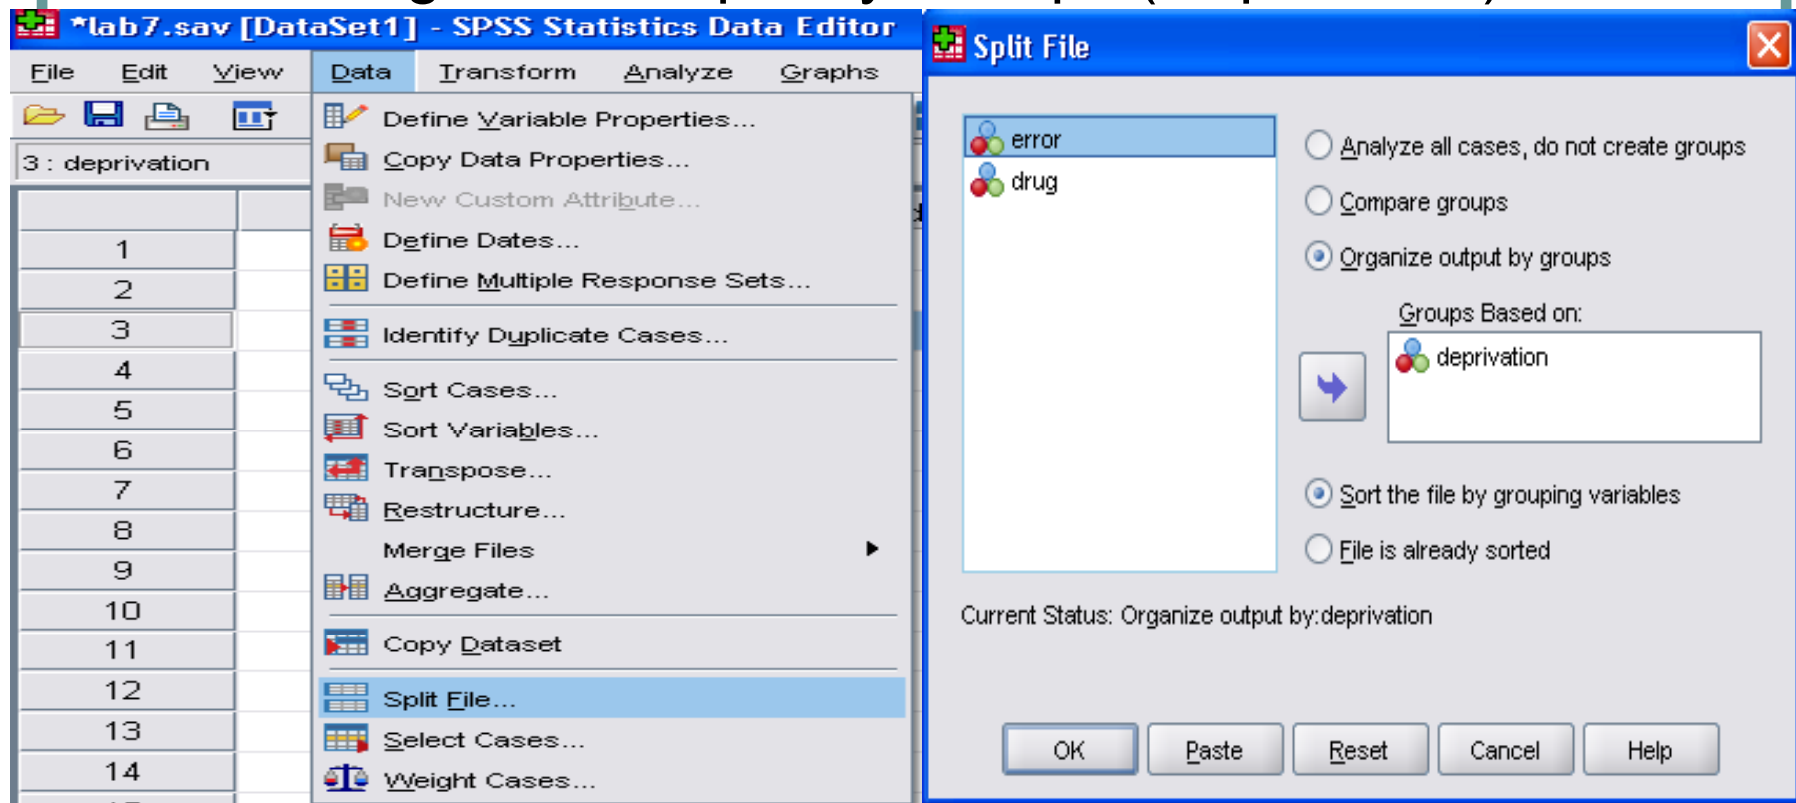 *lab7.sav [DataSet1] - SPSS Statistics Data Editor
File Edit View Data Transform Analyze Graphs
3 : deprivation
1
2
3
4
5
6
7
8
9
10
11
12
13
14
Define Variable Properties...
Copy Data Properties...
New Custom Attribute...
Define Dates...
Define Multiple Response Sets...
Identify Duplicate Cases...
Sort Cases...
Sort Variables...
Transpose...
Restructure...
Merge Files
Aggregate...
Copy Dataset
Split File...
Select Cases...
Weight Cases...
Split File
error
drug
Analyze all cases, do not create groups
Compare groups
Organize output by groups
Groups Based on:
deprivation
Sort the file by grouping variables
File is already sorted
Current Status: Organize output by:deprivation
OK Paste Reset Cancel Help